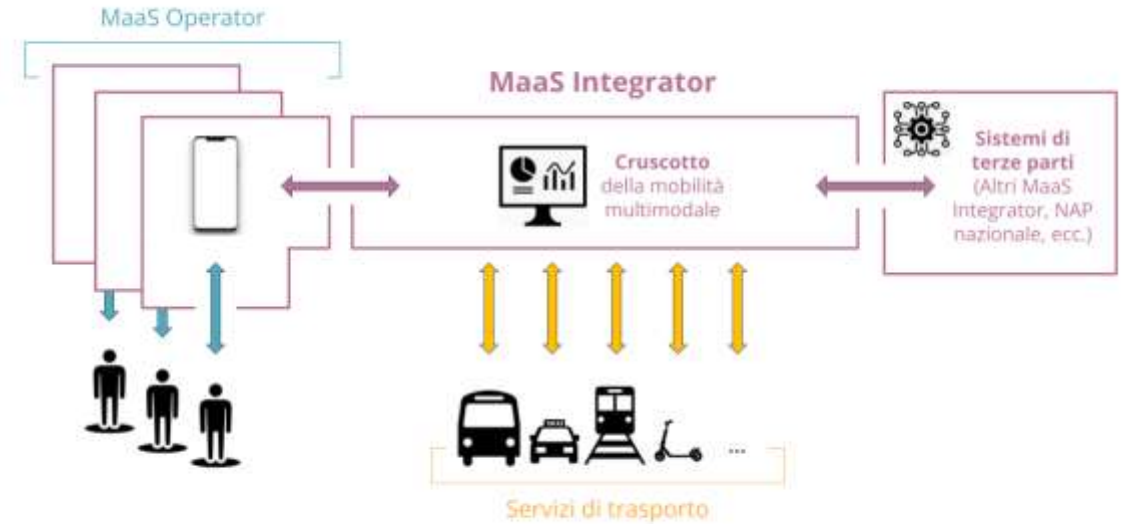 MaaS Operator
MaaS Integrator
Cruscotto
della mobilità
multimodale
Sistemi di
terze parti
(Altri MaaS
Integrator, NAP
nazionale, ecc.)
TAXI
...
Servizi di trasporto